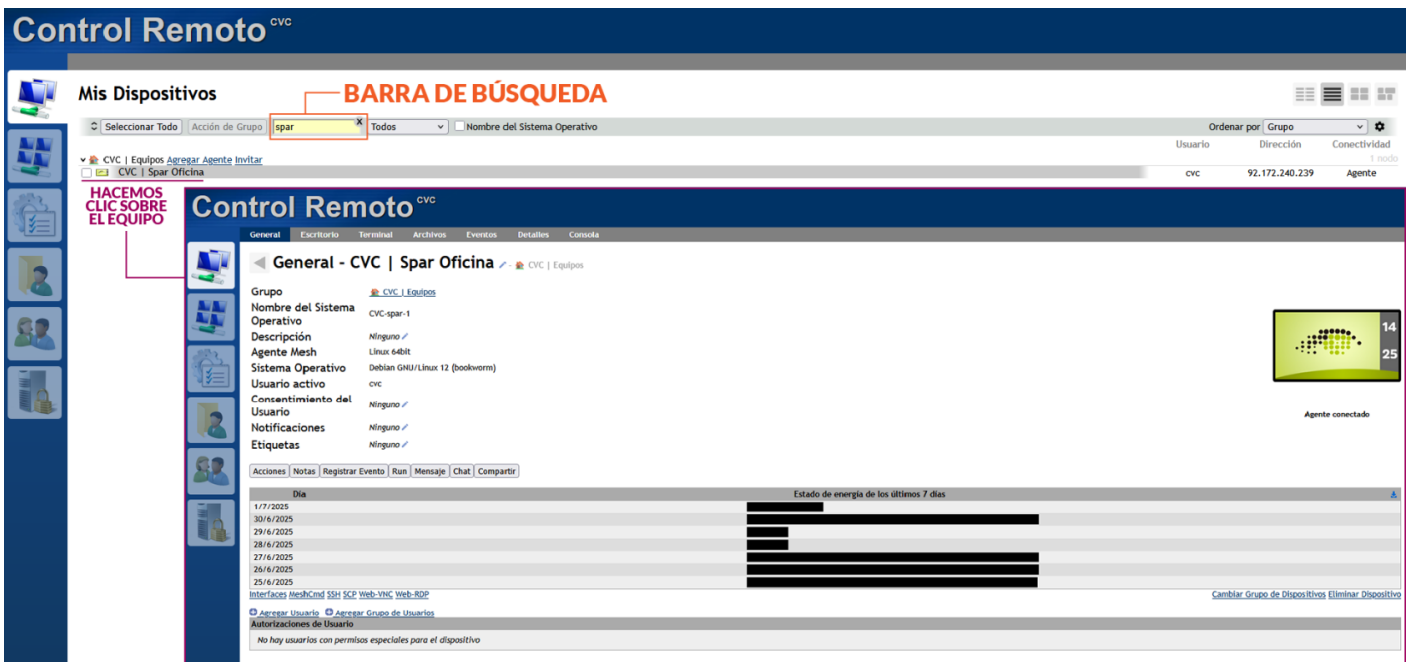 Control Remoto CVC
Mis Dispositivos
BARRA DE BÚSQUEDA
Seleccionar Todo Acción de Grupo spar x Todos Nombre del Sistema Operativo Ordenar por Grupo
Usuario Dirección Conectividad
CVC | Equipos Agregar Agente Invitar 1 nodo
CVC | Spar Oficina cvc 92.172.240.239 Agente
HACEMOS
CLIC SOBRE
EL EQUIPO
Control Remoto CVC
General Escritorio Terminal Archivos Eventos Detalles Consola
General - CVC | Spar Oficina - CVC | Equipos
Grupo CVC | Equipos
Nombre del Sistema
Operativo CVC-spar-1
Descripción Ninguno
Agente Mesh Linux 64bit
Sistema Operativo Debian GNU/Linux 12 (bookworm)
Usuario activo cvc
Consentimiento del
Usuario Ninguno
Notificaciones Ninguno
Etiquetas Ninguno
14
25
Agente conectado
Acciones Notas Registrar Evento Run Mensaje Chat Compartir
Día Estado de energía de los últimos 7 días
1/7/2025
30/6/2025
29/6/2025
28/6/2025
27/6/2025
26/6/2025
25/6/2025
Interfaces MeshCmd SSH SCP Web-VNC Web-RDP Cambiar Grupo de Dispositivos Eliminar Dispositivo
Agregar Usuario Agregar Grupo de Usuarios
Autorizaciones de Usuario
No hay usuarios con permisos especiales para el dispositivo